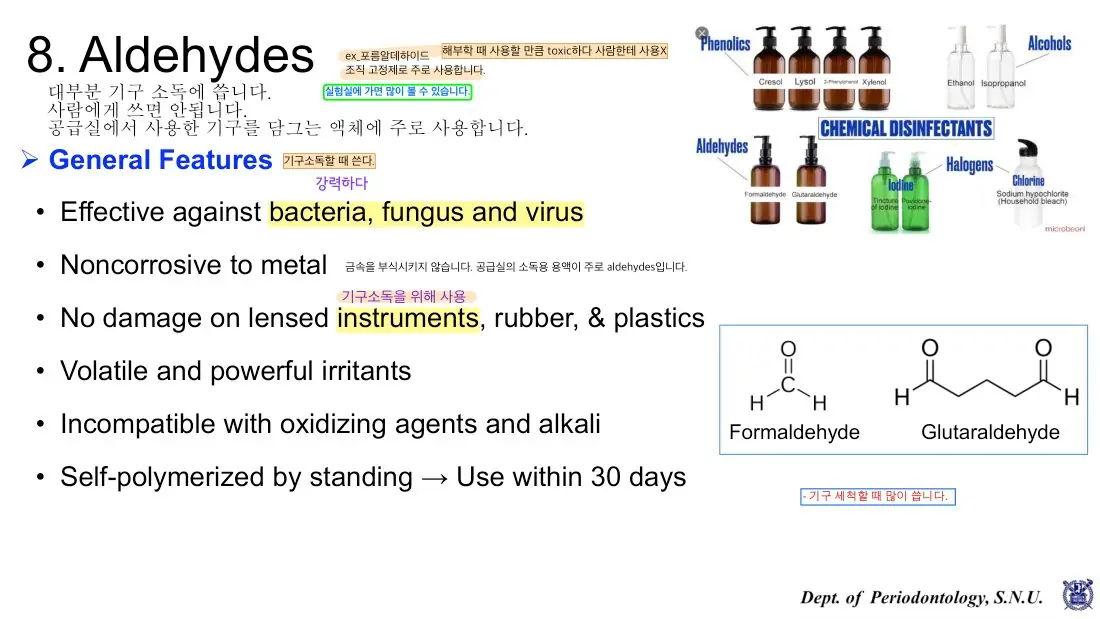 8. Aldehydes
ex_포름알데하이드
해부학 때 사용할 만큼 toxic하다 사람한테 사용X
조직 고정제로 주로 사용합니다.
대부분 기구 소독에 씁니다.
실험실에 가면 많이 볼 수 있습니다.
사람에게 쓰면 안됩니다.
공급실에서 사용한 기구를 담그는 액체에 주로 사용합니다.
➢ General Features
기구소독할 때 쓴다.
강력하다
• Effective against bacteria, fungus and virus
• Noncorrosive to metal
금속을 부식시키지 않습니다. 공급실의 소독용 용액이 주로 aldehydes입니다.
기구소독을 위해 사용
• No damage on lensed instruments, rubber, & plastics
• Volatile and powerful irritants
• Incompatible with oxidizing agents and alkali
• Self-polymerized by standing → Use within 30 days
Phenolics
Cresol
Lysol
2-Phenylphenol
Xylenol
Alcohols
Ethanol
Isopropanol
CHEMICAL DISINFECTANTS
Aldehydes
Formaldehyde
Glutaraldehyde
Halogens
Iodine
Tincture of iodine
Povidone-iodine
Chlorine
Sodium hypochlorite
(Household bleach)
microbeonl
O
C
H H
Formaldehyde
O O
H H
Glutaraldehyde
- 기구 세척할 때 많이 씁니다.
Dept. of Periodontology, S.N.U.